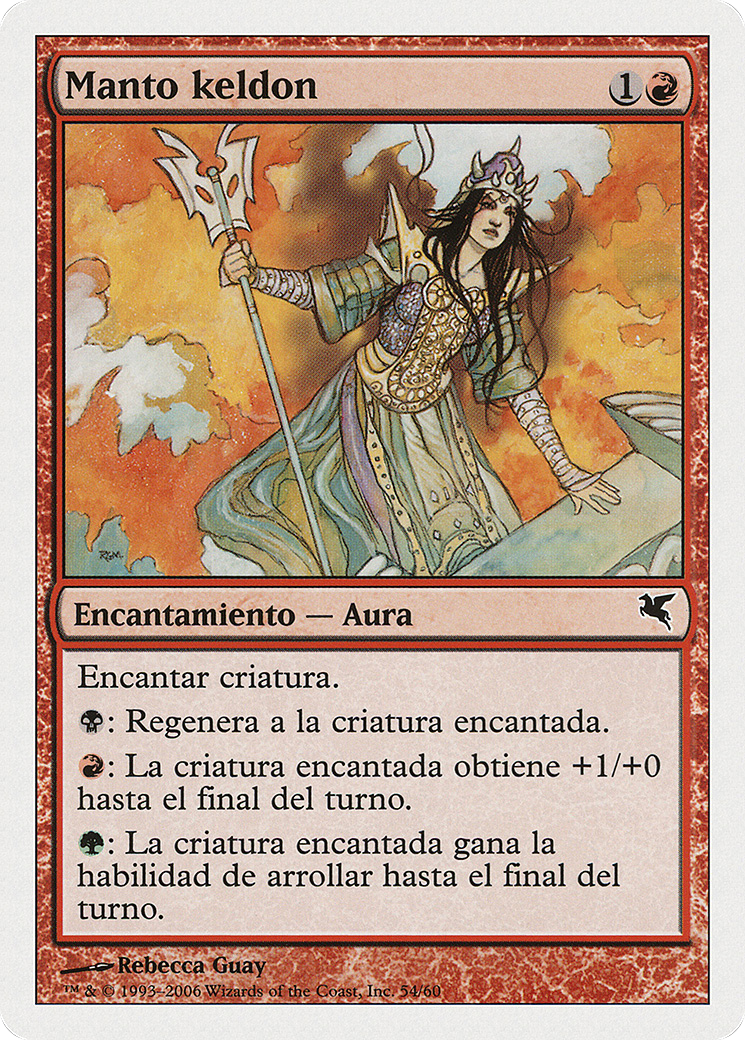 Manto keldon
1
RGM
Encantamiento — Aura
Encantar criatura.
: Regenera a la criatura encantada.
: La criatura encantada obtiene +1/+0
hasta el final del turno.
: La criatura encantada gana la
habilidad de arrollar hasta el final del
turno.
Rebecca Guay
™ & © 1993–2006 Wizards of the Coast, Inc. 54/60